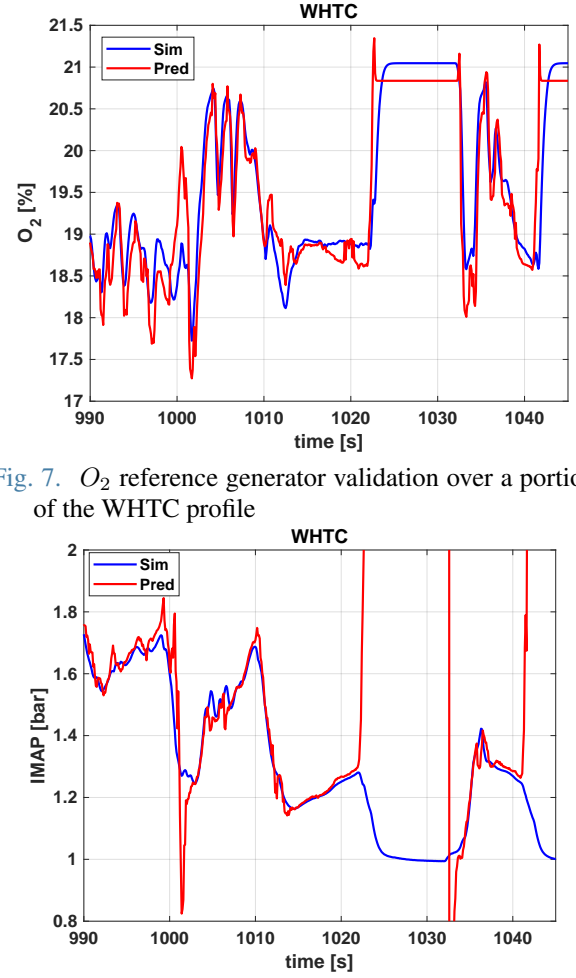 WHTC
21.5
21
20.5
20
19.5
19
18.5
18
17.5
17
O2 [%]
Sim
Pred
990 1000 1010 1020 1030 1040
time [s]
Fig. 7. O2 reference generator validation over a portion
of the WHTC profile
WHTC
2
1.8
1.6
1.4
1.2
1
0.8
IMAP [bar]
Sim
Pred
990 1000 1010 1020 1030 1040
time [s]